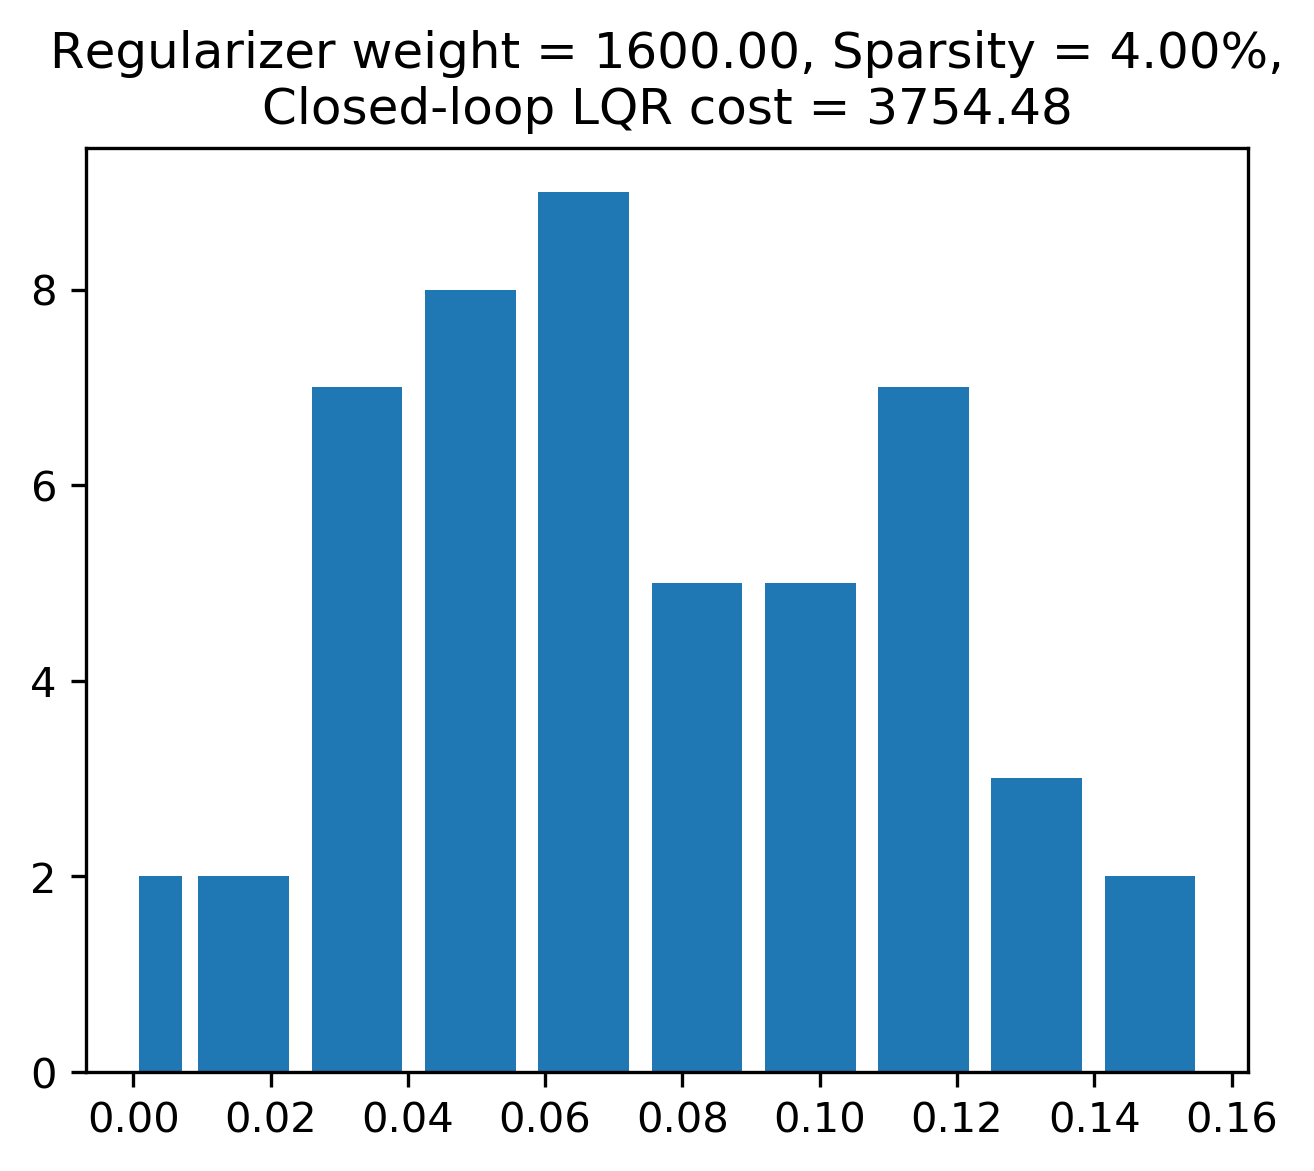 Regularizer weight = 1600.00, Sparsity = 4.00%,
Closed-loop LQR cost = 3754.48
8
6
4
2
0
0.00 0.02 0.04 0.06 0.08 0.10 0.12 0.14 0.16